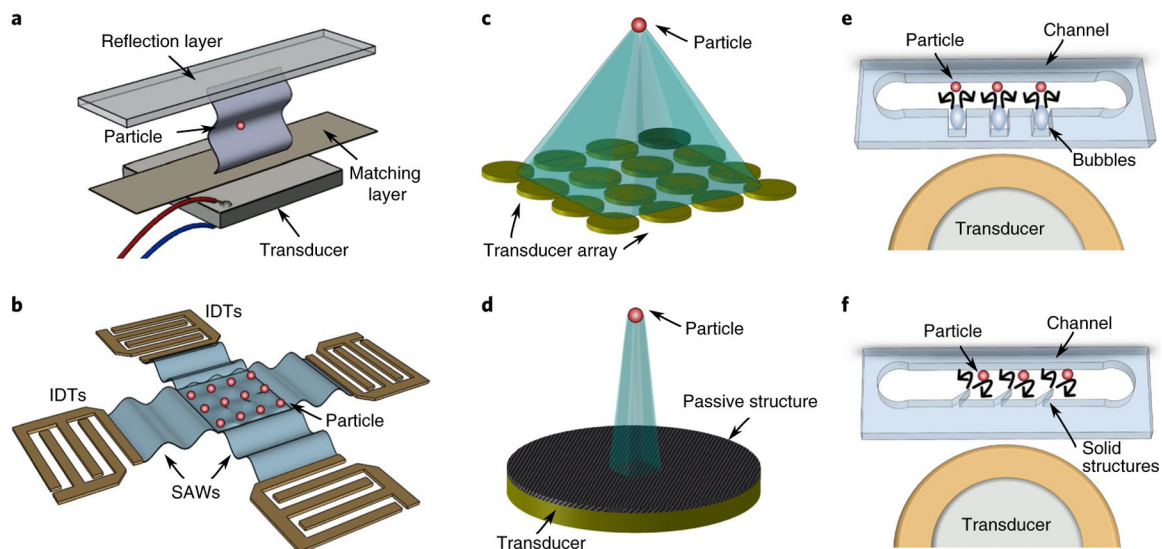 a
Reflection layer
Particle
Matching
layer
Transducer
b
IDTs
IDTs
Particle
SAWs
c
Particle
Transducer array
d
Particle
Passive structure
Transducer
e
Particle
Channel
Bubbles
Transducer
f
Particle
Channel
Solid
structures
Transducer